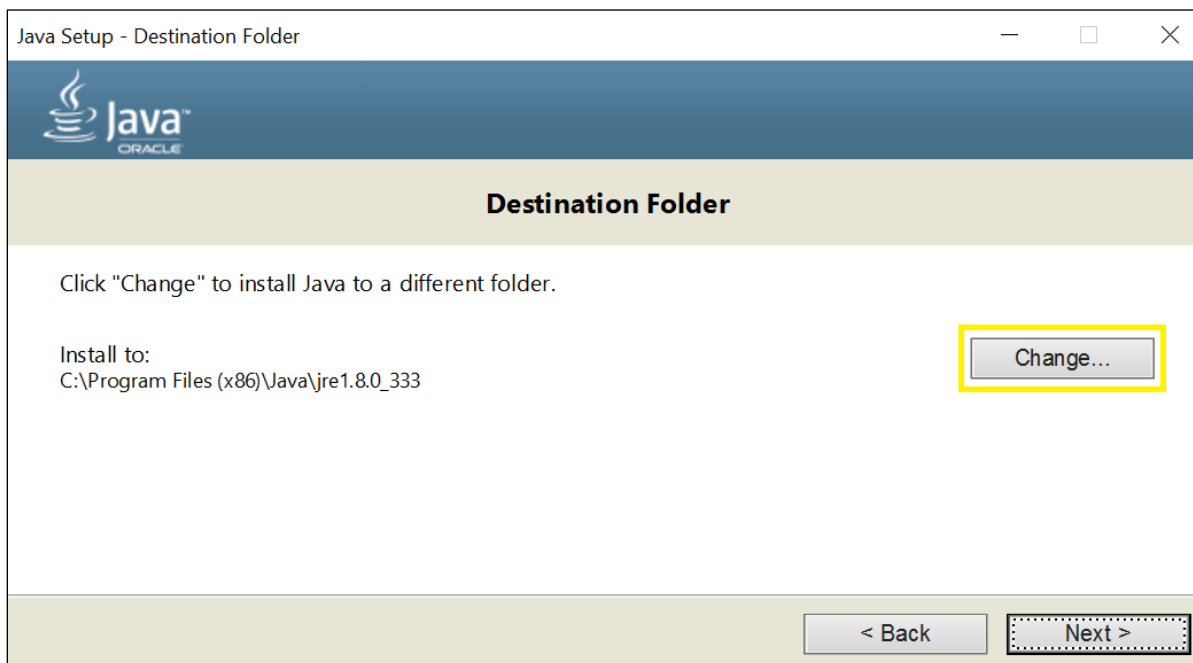 Java Setup - Destination Folder
Java™
ORACLE
Destination Folder
Click "Change" to install Java to a different folder.
Install to:
C:\Program Files (x86)\Java\jre1.8.0_333
Change...
< Back
Next >